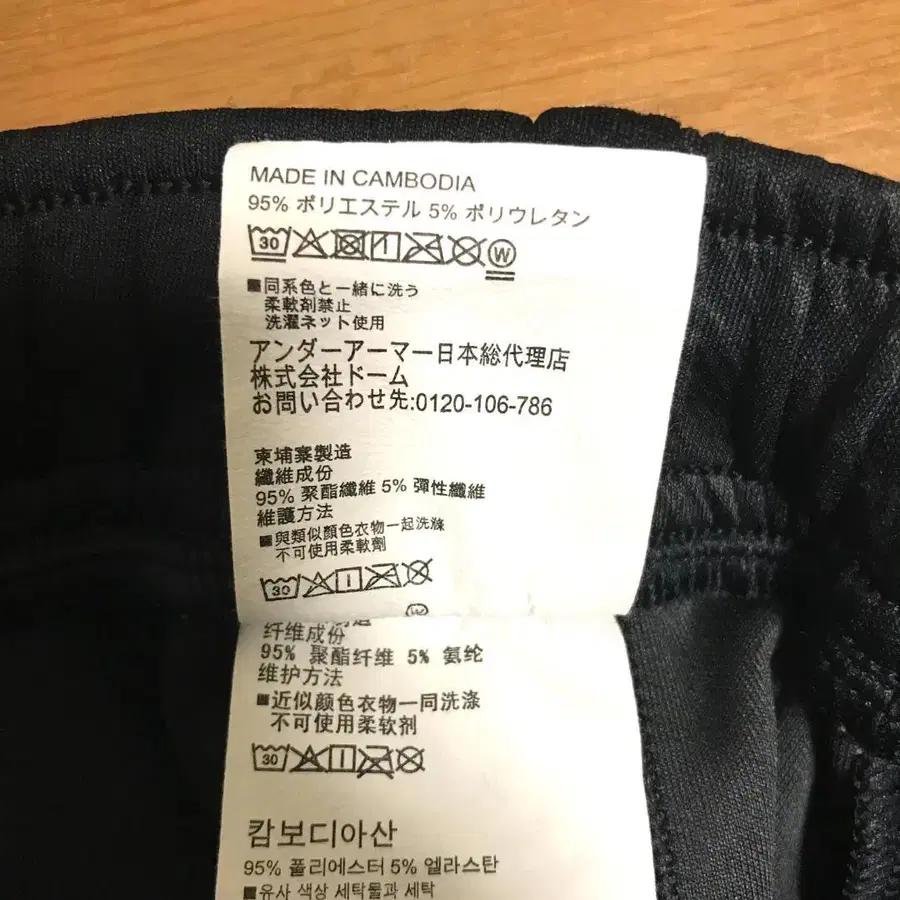 MADE IN CAMBODIA
95% ポリエステル 5% ポリウレタン
30 W
■同系色と一緒に洗う
柔軟剤禁止
洗濯ネット使用
アンダーアーマー日本総代理店
株式会社ドーム
お問い合わせ先:0120-106-786
柬埔寨製造
纖維成份
95% 聚酯纖維 5% 彈性纖維
維護方法
■與類似顏色衣物一起洗滌
不可使用柔軟劑
30
W
纤维成份
95% 聚酯纤维 5% 氨纶
维护方法
■近似颜色衣物一同洗涤
不可使用柔软剂
30
캄보디아산
95% 폴리에스터 5% 엘라스탄
■유사 색상 세탁물과 세탁